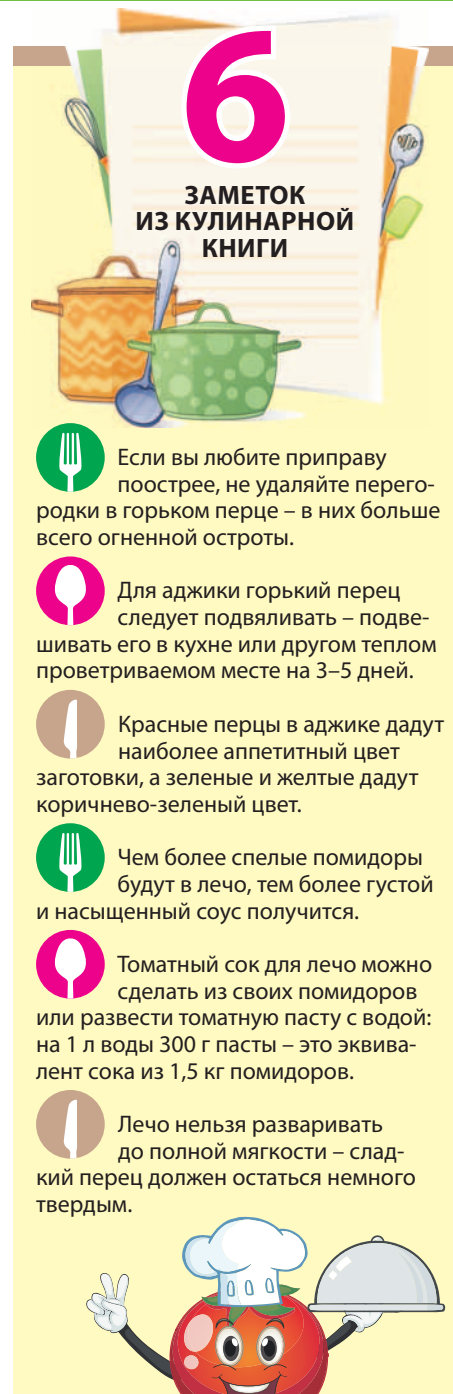 6
ЗАМЕТОК
ИЗ КУЛИНАРНОЙ
КНИГИ
Если вы любите приправу
поострее, не удаляйте перего-
родки в горьком перце – в них больше
всего огненной остроты.
Для аджики горький перец
следует подвяливать – подве-
шивать его в кухне или другом теплом
проветриваемом месте на 3–5 дней.
Красные перцы в аджике дадут
наиболее аппетитный цвет
заготовки, а зеленые и желтые дадут
коричнево-зеленый цвет.
Чем более спелые помидоры
будут в лечо, тем более густой
и насыщенный соус получится.
Томатный сок для лечо можно
сделать из своих помидоров
или развести томатную пасту с водой:
на 1 л воды 300 г пасты – это эквива-
лент сока из 1,5 кг помидоров.
Лечо нельзя разваривать
до полной мягкости – слад-
кий перец должен остаться немного
твердым.